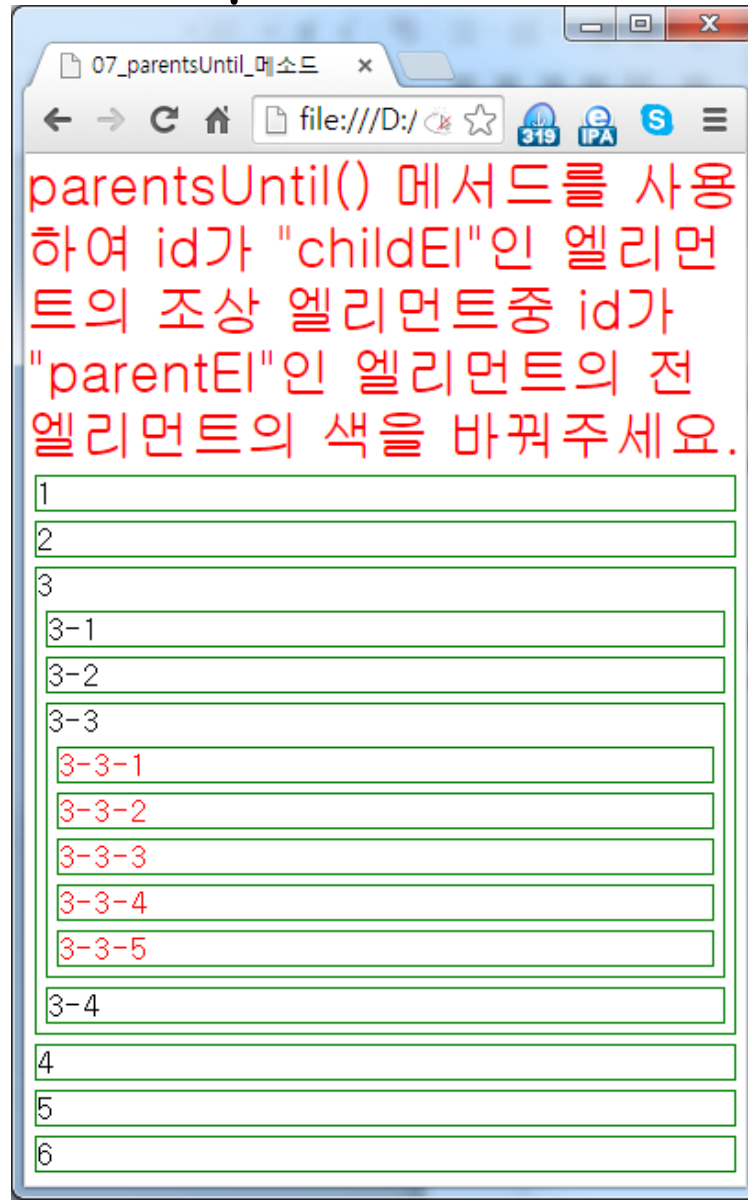 07_parentsUntil_메소드
file:///D:/
319
e
IPA
S
parentsUntil() 메서드를 사용
하여 id가 "childEl"인 엘리먼
트의 조상 엘리먼트중 id가
"parentEl"인 엘리먼트의 전
엘리먼트의 색을 바꿔주세요.
1
2
3
3-1
3-2
3-3
3-3-1
3-3-2
3-3-3
3-3-4
3-3-5
3-4
4
5
6